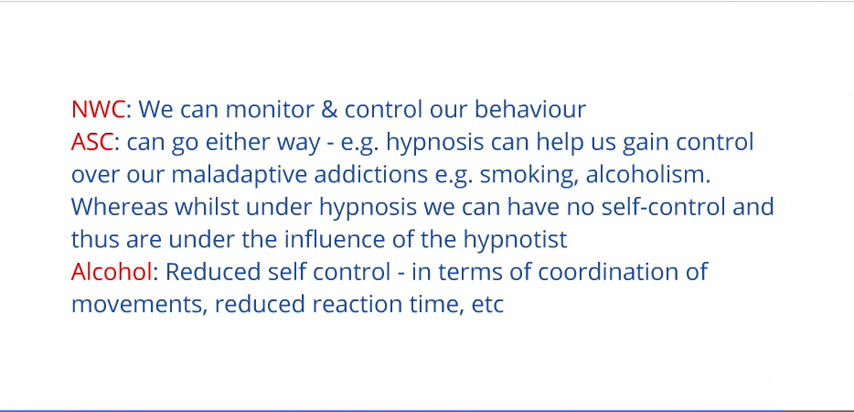 NWC: We can monitor & control our behaviour
ASC: can go either way - e.g. hypnosis can help us gain control
over our maladaptive addictions e.g. smoking, alcoholism.
Whereas whilst under hypnosis we can have no self-control and
thus are under the influence of the hypnotist
Alcohol: Reduced self control - in terms of coordination of
movements, reduced reaction time, etc